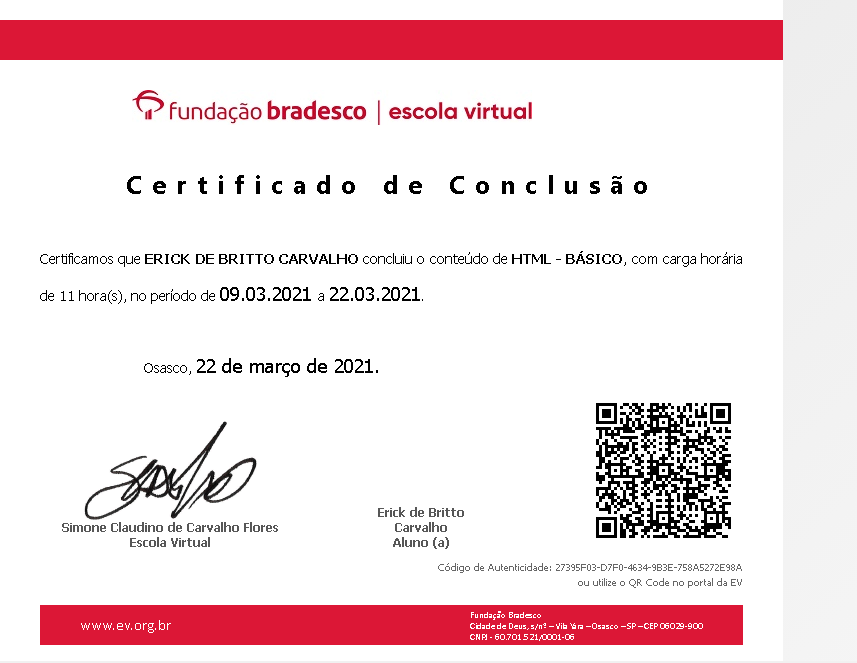 fundação bradesco | escola virtual
Certificado de Conclusão
Certificamos que ERICK DE BRITTO CARVALHO concluiu o conteúdo de HTML - BÁSICO, com carga horária
de 11 hora(s), no período de 09.03.2021 a 22.03.2021.
Osasco, 22 de março de 2021.
Simone Claudino de Carvalho Flores
Escola Virtual
Erick de Britto
Carvalho
Aluno (a)
Código de Autenticidade: 27395F03-D7F0-4634-9B3E-758A5272E98A
ou utilize o QR Code no portal da EV
www.ev.org.br
Fundação Bradesco
Cidade de Deus, s/nº – Vila Yara – Osasco – SP – CEP 06029-900
CNPJ - 60.701.521/0001-06